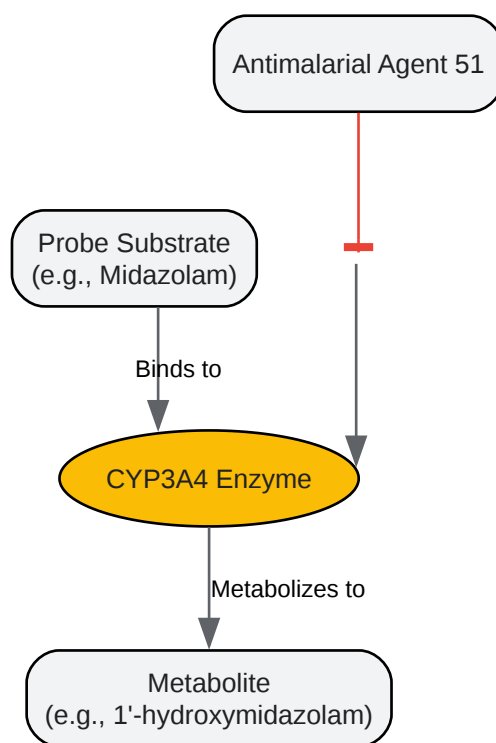 Antimalarial Agent 51
Probe Substrate
(e.g., Midazolam)
Binds to
CYP3A4 Enzyme
Metabolizes to
Metabolite
(e.g., 1'-hydroxymidazolam)